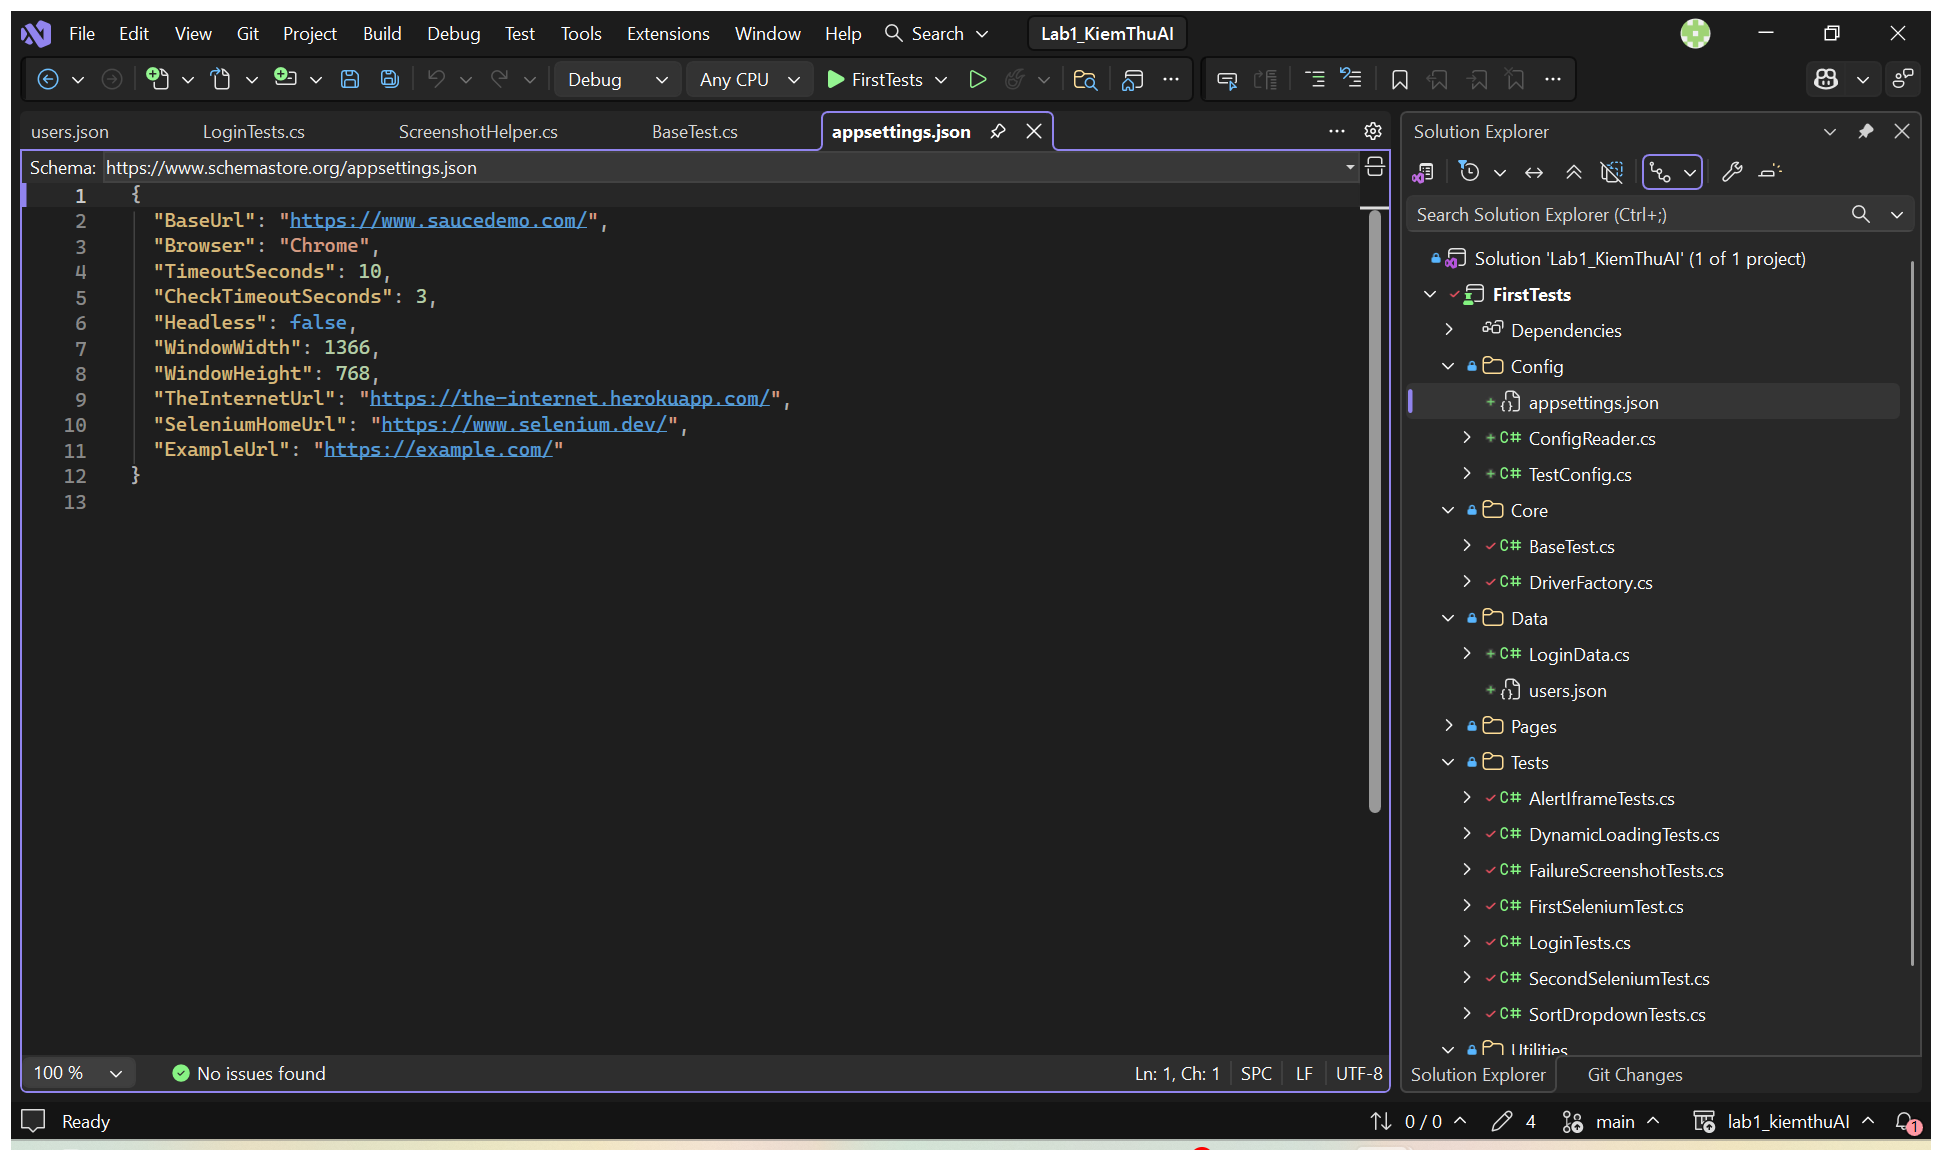 File Edit View Git Project Build Debug Test Tools Extensions Window Help Search Lab1_KiemThuAI
Debug Any CPU FirstTests
users.json LoginTests.cs ScreenshotHelper.cs BaseTest.cs appsettings.json
Schema: https://www.schemastore.org/appsettings.json
1 {
2 "BaseUrl": "https://www.saucedemo.com/",
3 "Browser": "Chrome",
4 "TimeoutSeconds": 10,
5 "CheckTimeoutSeconds": 3,
6 "Headless": false,
7 "WindowWidth": 1366,
8 "WindowHeight": 768,
9 "TheInternetUrl": "https://the-internet.herokuapp.com/",
10 "SeleniumHomeUrl": "https://www.selenium.dev/",
11 "ExampleUrl": "https://example.com/"
12 }
13
100 % No issues found Ln: 1, Ch: 1 SPC LF UTF-8
Solution Explorer
Search Solution Explorer (Ctrl+;)
Solution 'Lab1_KiemThuAI' (1 of 1 project)
FirstTests
Dependencies
Config
appsettings.json
C# ConfigReader.cs
C# TestConfig.cs
Core
C# BaseTest.cs
C# DriverFactory.cs
Data
C# LoginData.cs
users.json
Pages
Tests
C# AlertIframeTests.cs
C# DynamicLoadingTests.cs
C# FailureScreenshotTests.cs
C# FirstSeleniumTest.cs
C# LoginTests.cs
C# SecondSeleniumTest.cs
C# SortDropdownTests.cs
Utilities
Solution Explorer Git Changes
Ready 0 / 0 4 main lab1_kiemthuAI 1